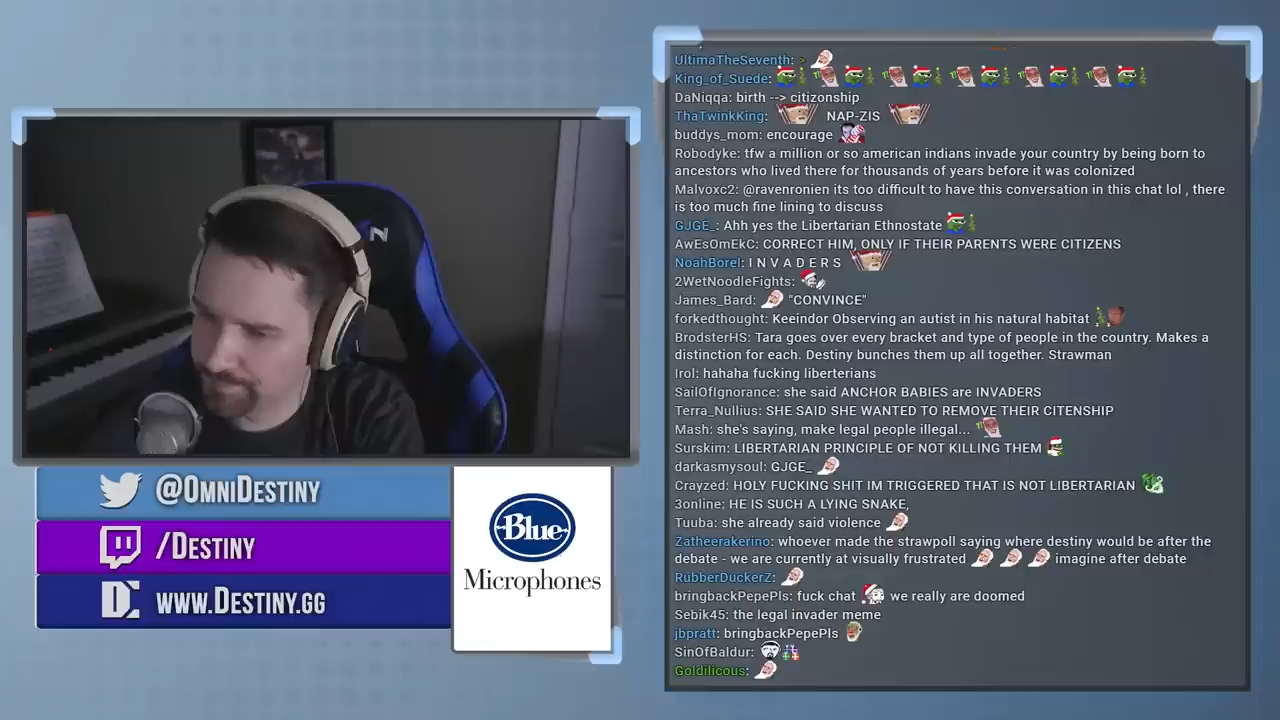 UltimaTheSeventh: >
King_of_Suede:
DaNiqqa: birth --> citizonship
ThaTwinkKing: NAP-ZIS
buddys_mom: encourage
Robodyke: tfw a million or so american indians invade your country by being born to
ancestors who lived there for thousands of years before it was colonized
Malvoxc2: @ravenronien its too difficult to have this conversation in this chat lol , there
is too much fine lining to discuss
GJGE_: Ahh yes the Libertarian Ethnostate
AwEsOmEkC: CORRECT HIM, ONLY IF THEIR PARENTS WERE CITIZENS
NoahBorel: I N V A D E R S
2WetNoodleFights:
James_Bard: "CONVINCE"
forkedthought: Keeindor Observing an autist in his natural habitat
BrodsterHS: Tara goes over every bracket and type of people in the country. Makes a
distinction for each. Destiny bunches them up all together. Strawman
Irol: hahaha fucking liberterians
SailOfIgnorance: she said ANCHOR BABIES are INVADERS
Terra_Nullius: SHE SAID SHE WANTED TO REMOVE THEIR CITENSHIP
Mash: she's saying, make legal people illegal...
Surskim: LIBERTARIAN PRINCIPLE OF NOT KILLING THEM
darkasmysoul: GJGE_
Crayzed: HOLY FUCKING SHIT IM TRIGGERED THAT IS NOT LIBERTARIAN
3online: HE IS SUCH A LYING SNAKE,
Tuuba: she already said violence
Zatheerakerino: whoever made the strawpoll saying where destiny would be after the
debate - we are currently at visually frustrated imagine after debate
RubberDuckerZ:
bringbackPepePls: fuck chat we really are doomed
Sebik45: the legal invader meme
jbpratt: bringbackPepePls
SinOfBaldur:
Goldilicous:
@OmniDestiny
/Destiny
www.Destiny.gg
Blue
Microphones